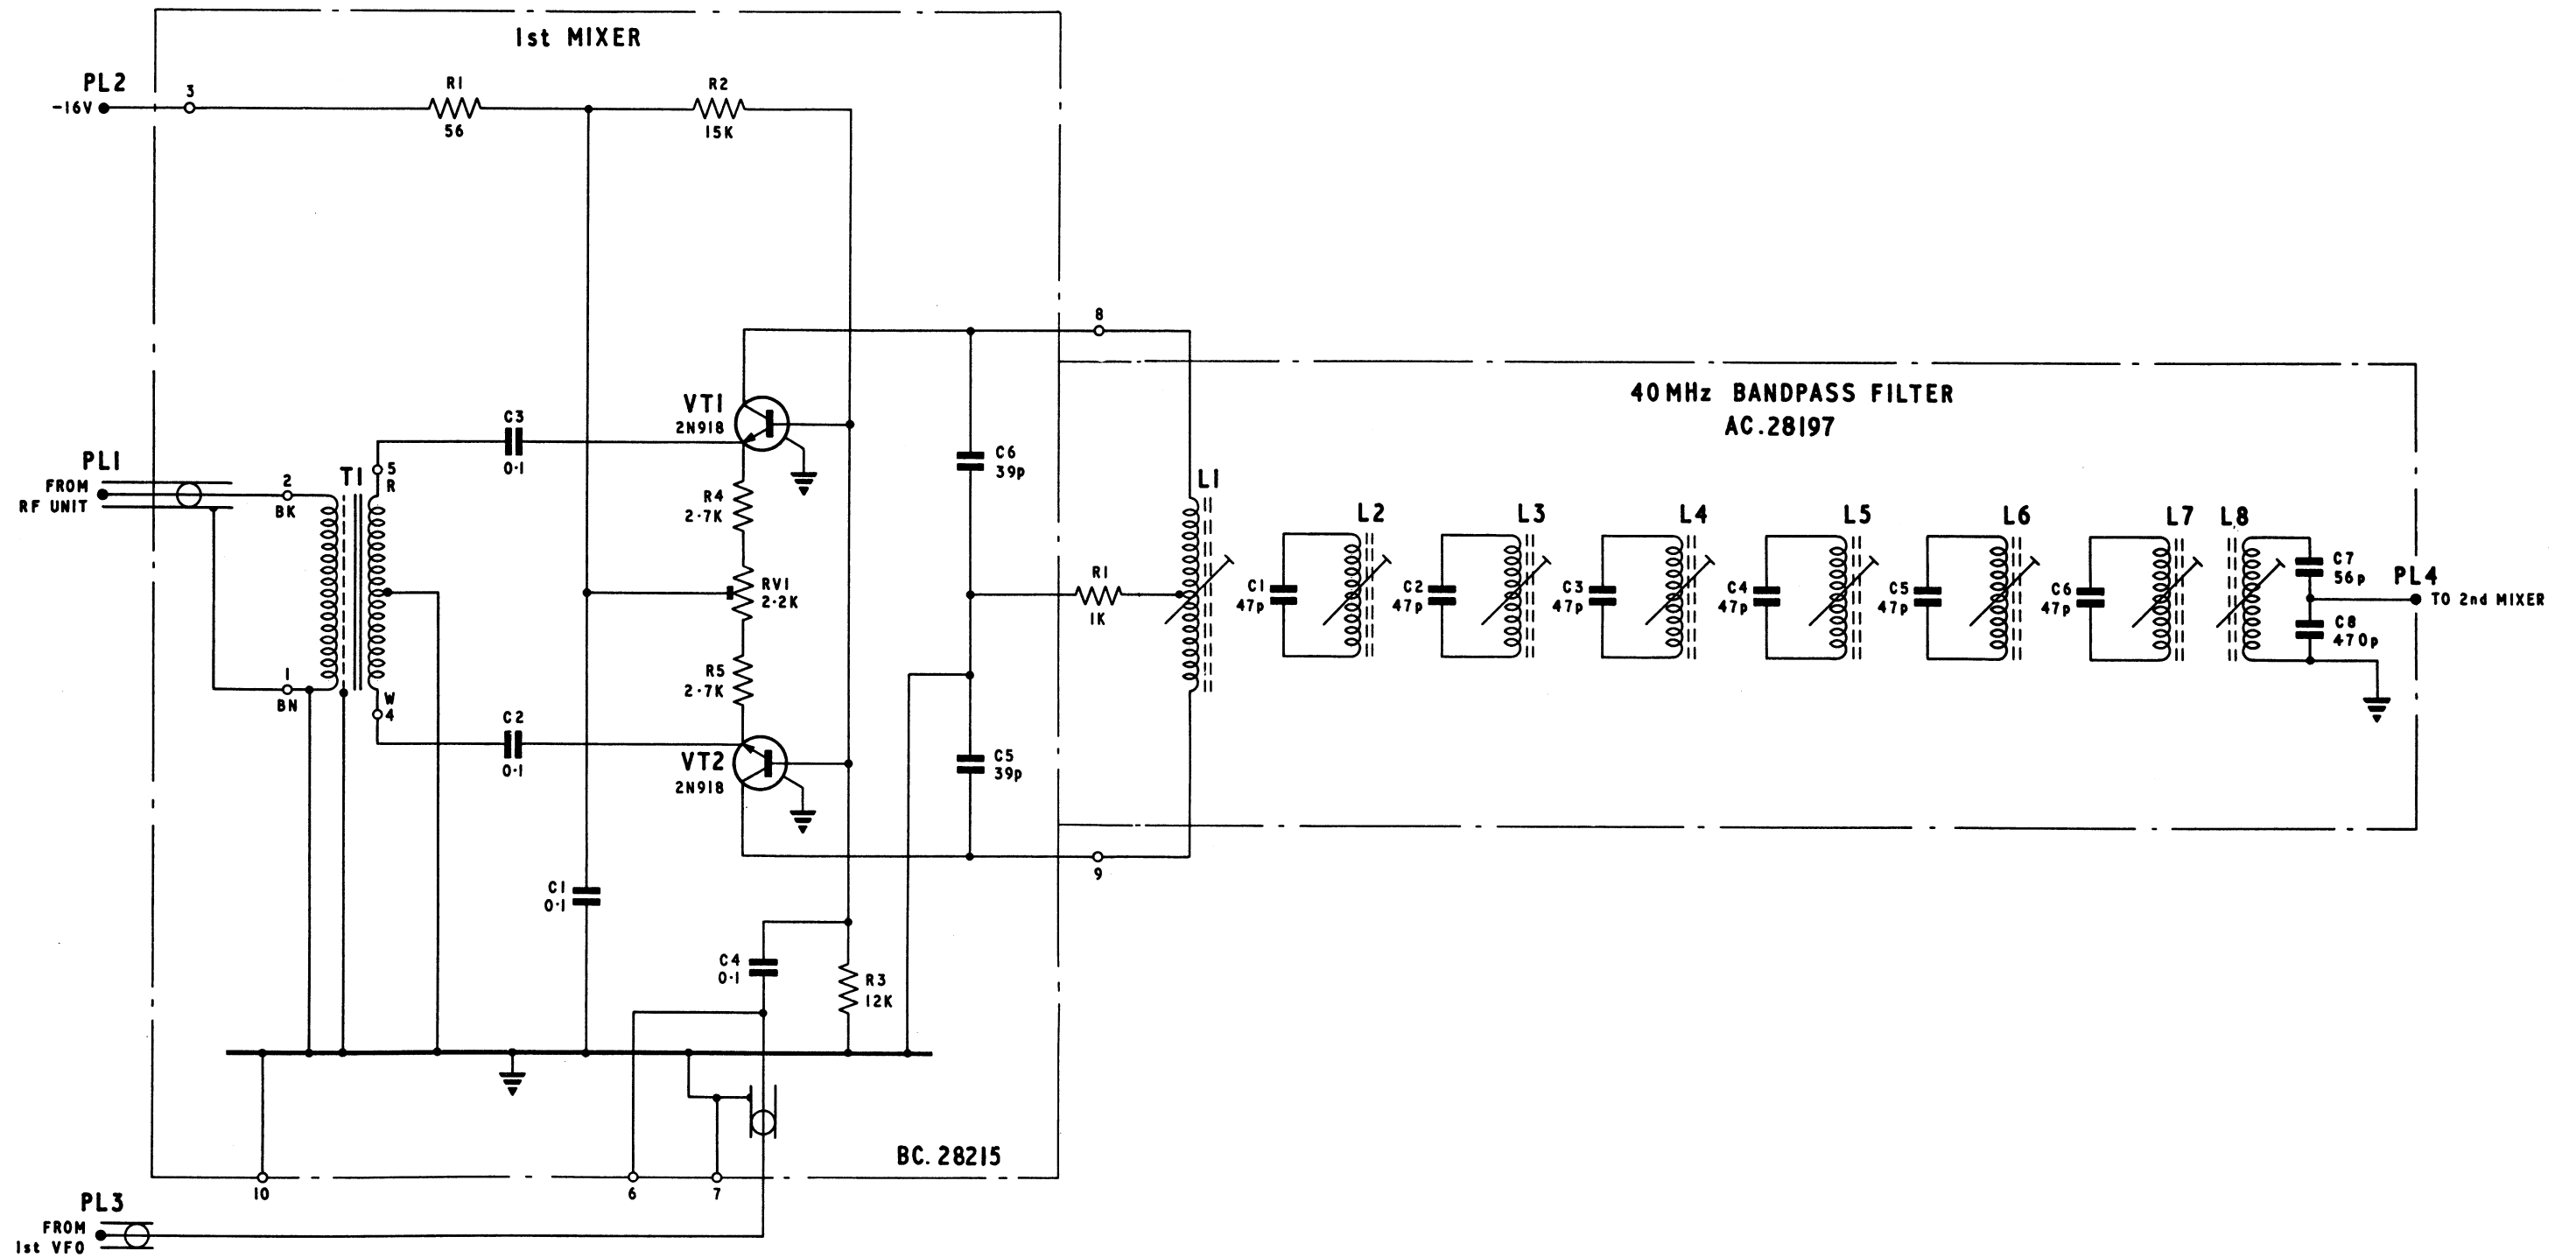 1st MIXER
PL2
-16V
3
R1
56
R2
15K
8
40MHz BANDPASS FILTER
AC.28197
VT1
2N918
C3
0·1
PL1
FROM
RF UNIT
2
BK
T1
5
R
R4
2·7K
C6
39p
L1
L2
L3
L4
L5
L6
L7
L8
RV1
2·2K
R1
1K
C1
47p
C2
47p
C3
47p
C4
47p
C5
47p
C6
47p
C7
56p
C8
470p
PL4
TO 2nd MIXER
1
BN
W
4
R5
2·7K
C2
0·1
VT2
2N918
C5
39p
9
C1
0·1
C4
0·1
R3
12K
BC. 28215
10
6
7
PL3
FROM
1st VFO